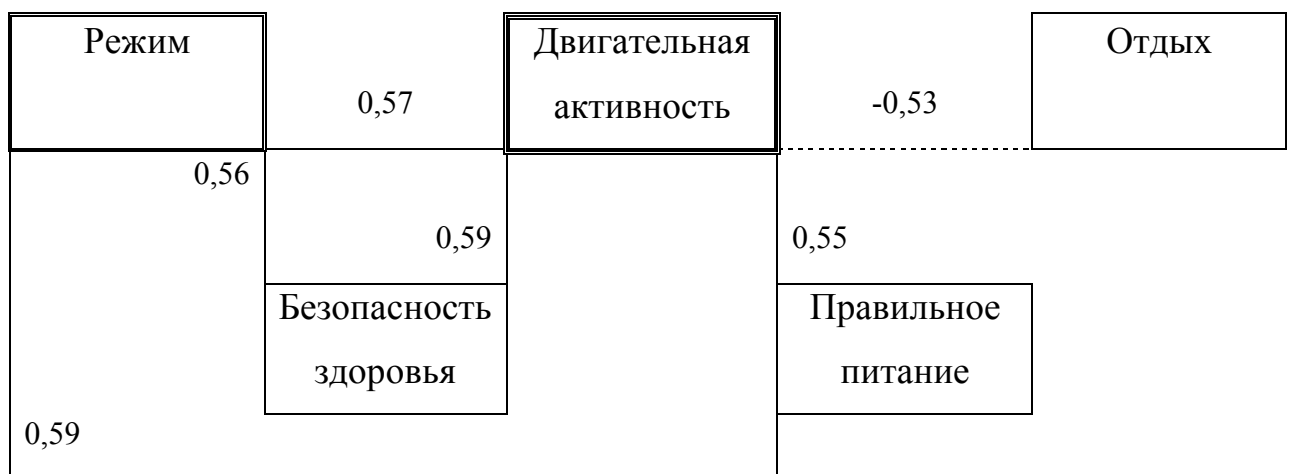 Режим
Двигательная
Отдых
0,57
активность
-0,53
0,56
0,59
0,55
Безопасность
Правильное
здоровья
питание
0,59